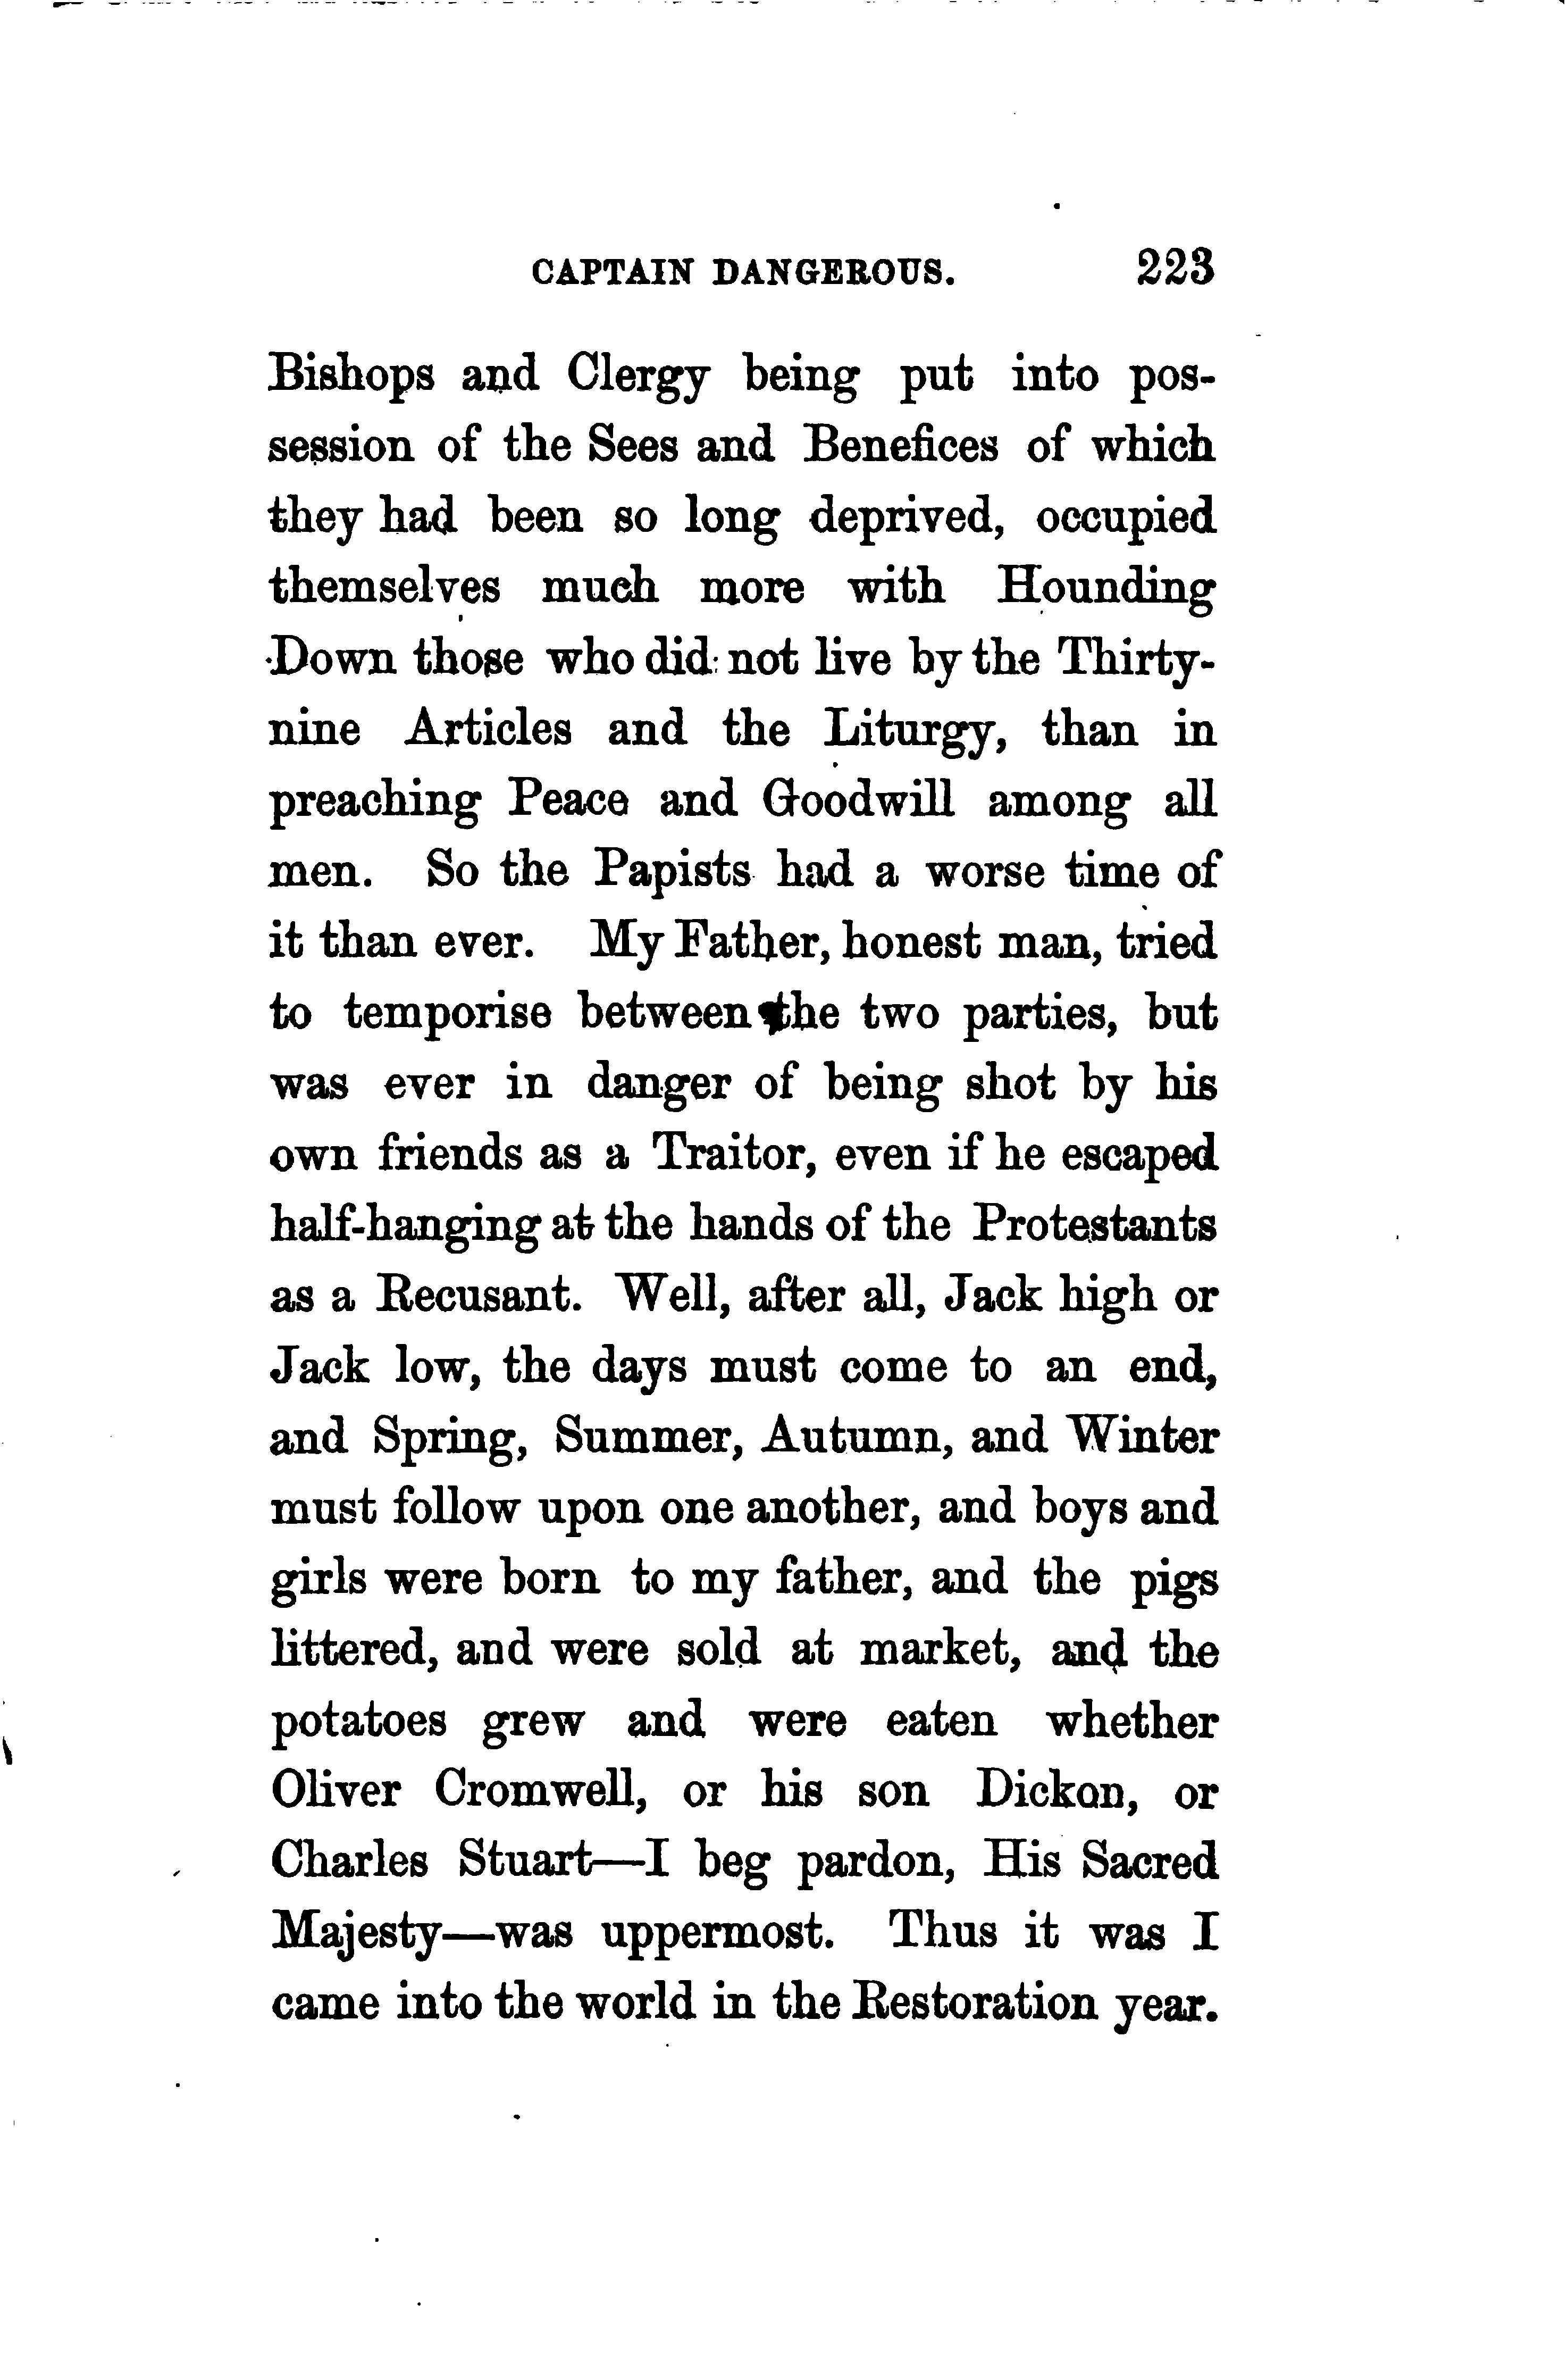 CAPTAIN DANGEROUS. 223
Bishops and Clergy being put into pos-
session of the Sees and Benefices of which
they had been so long deprived, occupied
themselves much more with Hounding
Down those who did not live by the Thirty-
nine Articles and the Liturgy, than in
preaching Peace and Goodwill among all
men. So the Papists had a worse time of
it than ever. My Father, honest man, tried
to temporise between the two parties, but
was ever in danger of being shot by his
own friends as a Traitor, even if he escaped
half-hanging at the hands of the Protestants
as a Recusant. Well, after all, Jack high or
Jack low, the days must come to an end,
and Spring, Summer, Autumn, and Winter
must follow upon one another, and boys and
girls were born to my father, and the pigs
littered, and were sold at market, and the
potatoes grew and were eaten whether
Oliver Cromwell, or his son Dickon, or
Charles Stuart—I beg pardon, His Sacred
Majesty—was uppermost. Thus it was I
came into the world in the Restoration year.